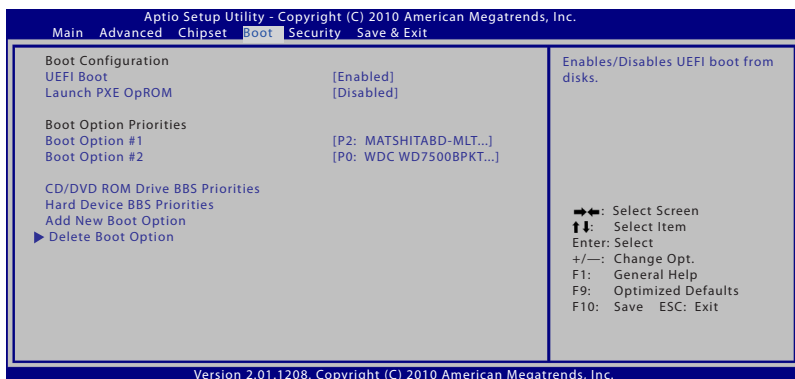 Aptio Setup Utility - Copyright (C) 2010 American Megatrends, Inc.
Main Advanced Chipset Boot Security Save & Exit
Boot Configuration
UEFI Boot [Enabled]
Launch PXE OpROM [Disabled]
Boot Option Priorities
Boot Option #1 [P2: MATSHITABD-MLT...]
Boot Option #2 [P0: WDC WD7500BPKT...]
CD/DVD ROM Drive BBS Priorities
Hard Device BBS Priorities
Add New Boot Option
Delete Boot Option
Enables/Disables UEFI boot from
disks.
→←: Select Screen
↑↓: Select Item
Enter: Select
+/—: Change Opt.
F1: General Help
F9: Optimized Defaults
F10: Save ESC: Exit
Version 2.01.1208. Copyright (C) 2010 American Megatrends, Inc.